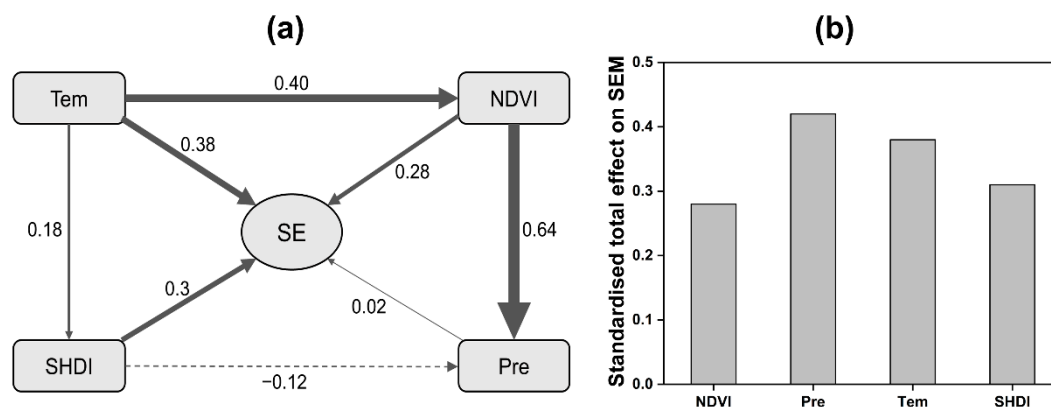 (a)
Tem
0.40
NDVI
0.38
0.28
0.18
SE
0.64
0.3
0.02
SHDI
−0.12
Pre
(b)
Standardised total effect on SEM
0.5
0.4
0.3
0.2
0.1
0.0
NDVI Pre Tem SHDI